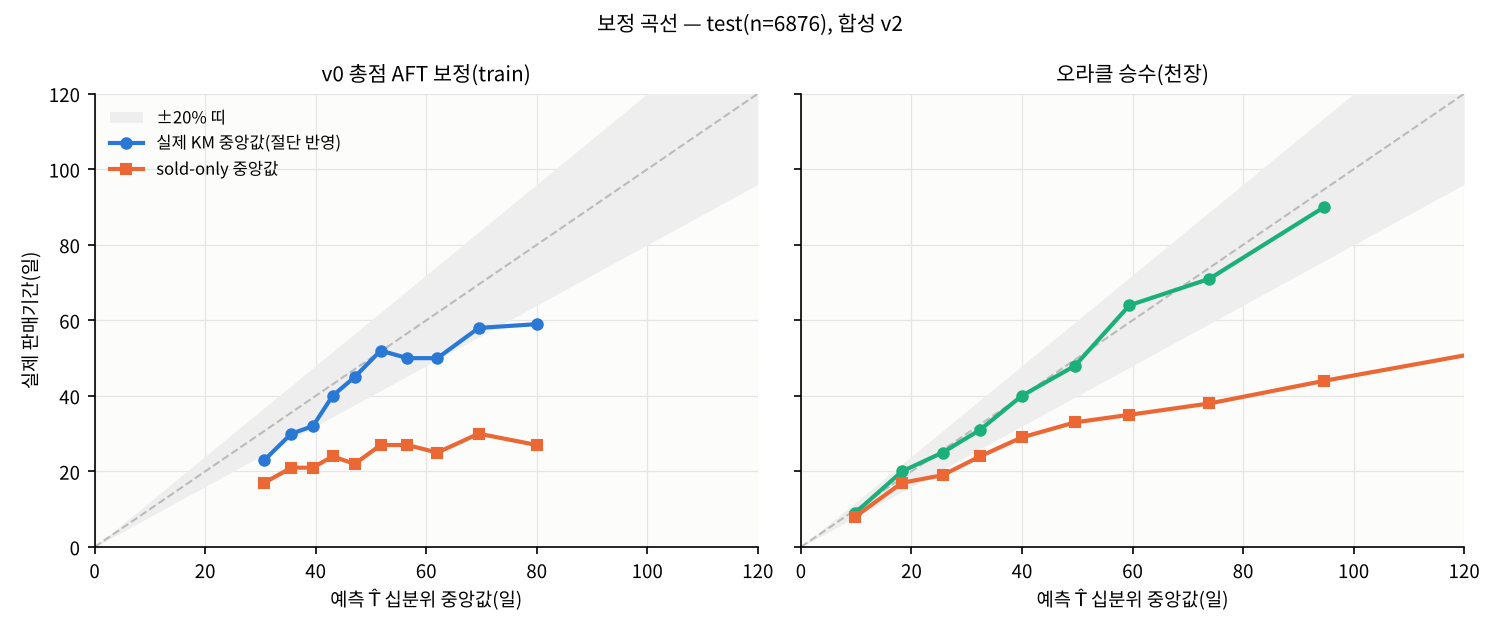 보정 곡선 — test(n=6876), 합성 v2
v0 총점 AFT 보정(train)
±20% 띠
실제 KM 중앙값(절단 반영)
sold-only 중앙값
실제 판매기간(일)
120
100
80
60
40
20
0
0 20 40 60 80 100 120
예측 T̂ 십분위 중앙값(일)
오라클 승수(천장)
0 20 40 60 80 100 120
예측 T̂ 십분위 중앙값(일)